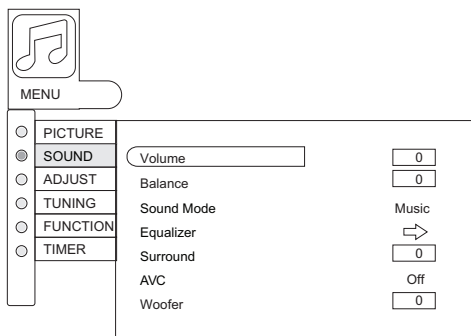 MENU
PICTURE
SOUND
ADJUST
TUNING
FUNCTION
TIMER
Volume 0
Balance 0
Sound Mode Music
Equalizer
Surround 0
AVC Off
Woofer 0